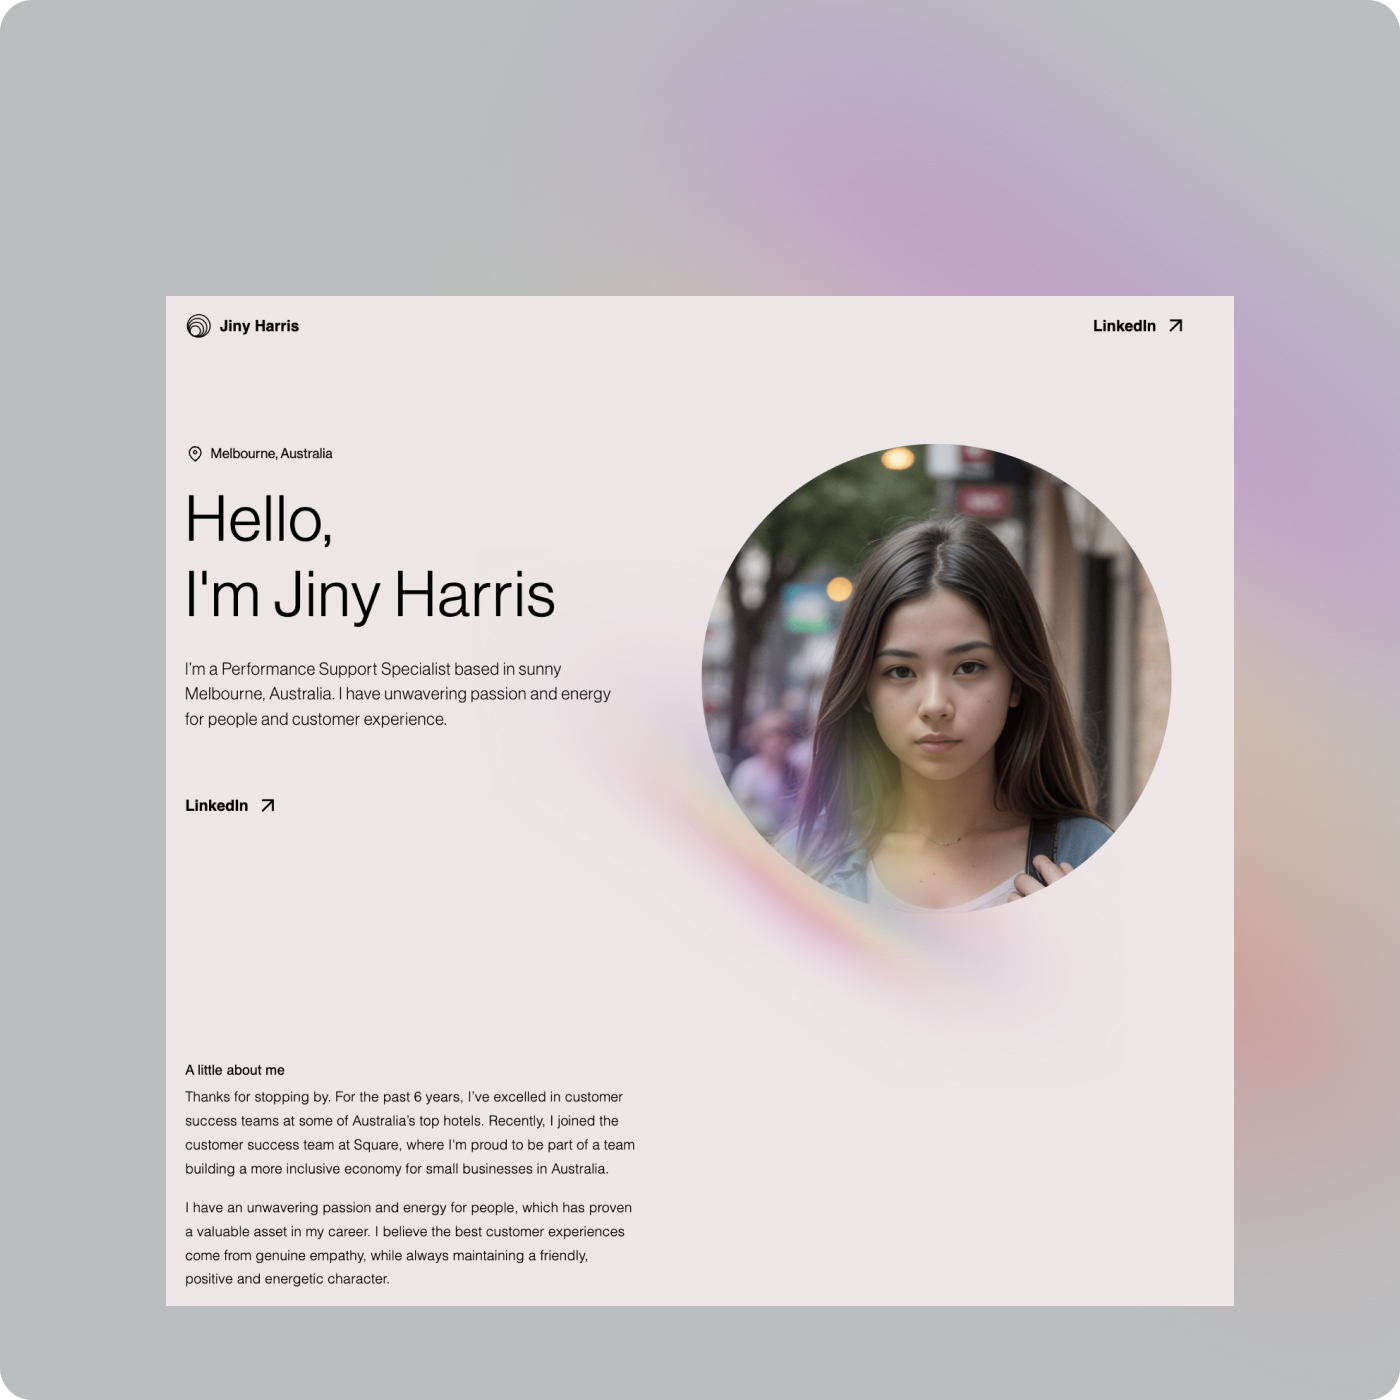 Jiny Harris
LinkedIn
Melbourne, Australia
Hello,
I'm Jiny Harris
I'm a Performance Support Specialist based in sunny
Melbourne, Australia. I have unwavering passion and energy
for people and customer experience.
LinkedIn
A little about me
Thanks for stopping by. For the past 6 years, I've excelled in customer
success teams at some of Australia's top hotels. Recently, I joined the
customer success team at Square, where I'm proud to be part of a team
building a more inclusive economy for small businesses in Australia.
I have an unwavering passion and energy for people, which has proven
a valuable asset in my career. I believe the best customer experiences
come from genuine empathy, while always maintaining a friendly,
positive and energetic character.